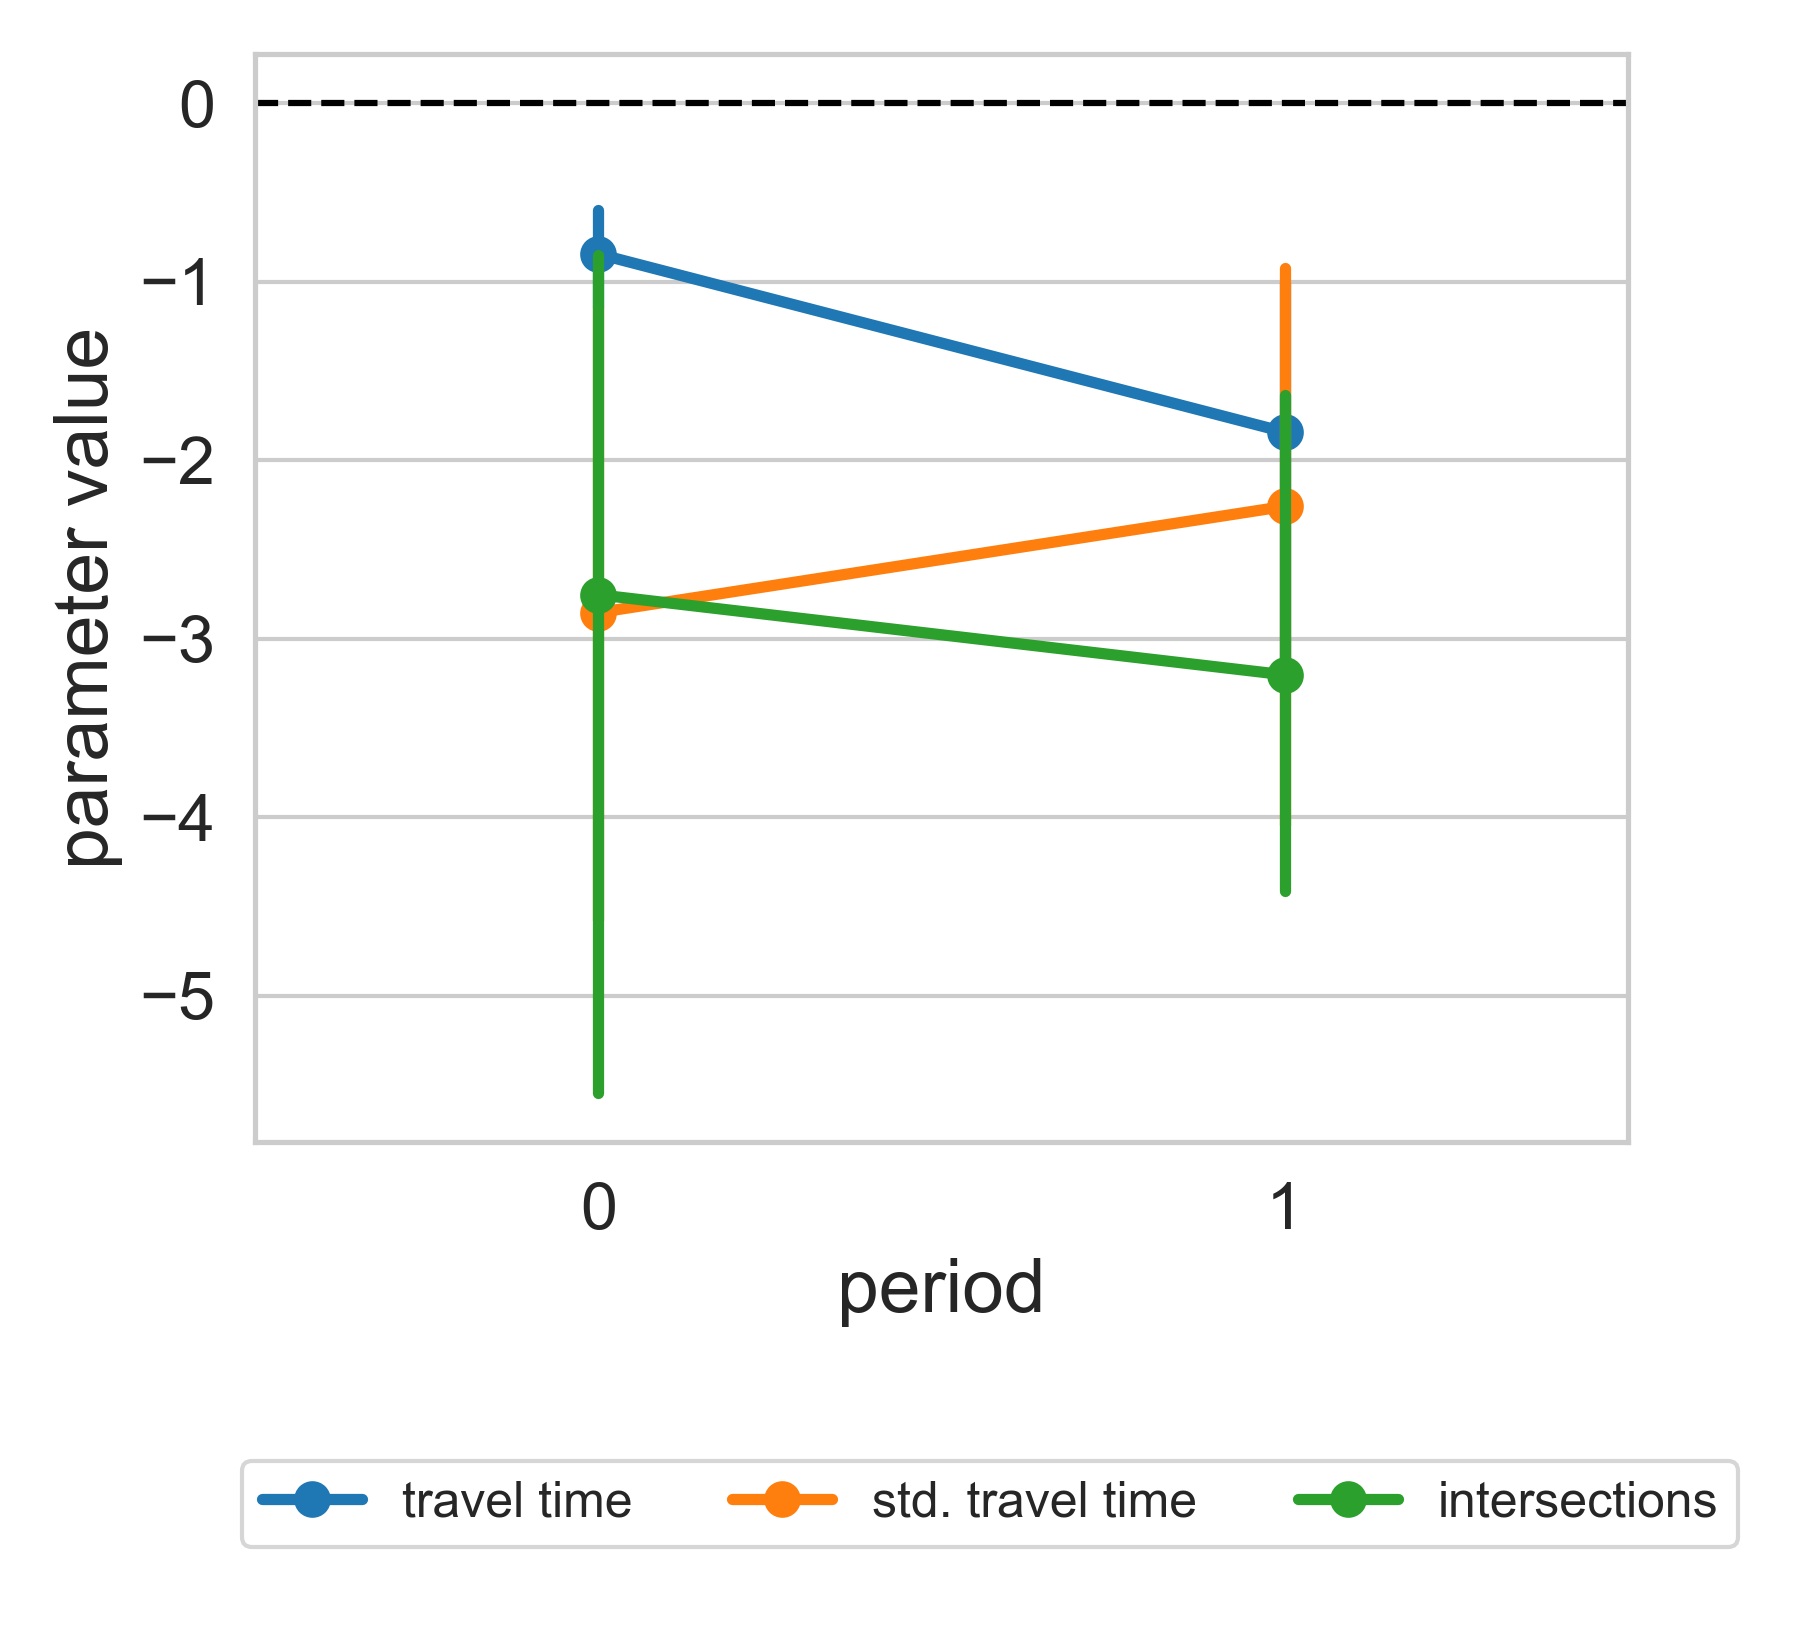 0
−1
−2
−3
−4
−5
parameter value
0 1
period
travel time std. travel time intersections